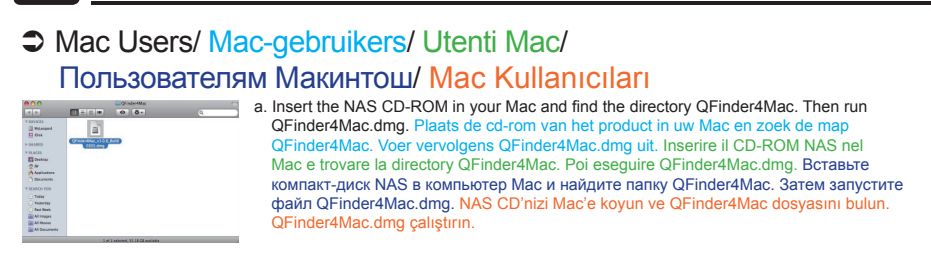 ➲ Mac Users/ Mac-gebruikers/ Utenti Mac/
Пользователям Макинтош/ Mac Kullanıcıları
a. Insert the NAS CD-ROM in your Mac and find the directory QFinder4Mac. Then run
QFinder4Mac.dmg. Plaats de cd-rom van het product in uw Mac en zoek de map
QFinder4Mac. Voer vervolgens QFinder4Mac.dmg uit. Inserire il CD-ROM NAS nel
Mac e trovare la directory QFinder4Mac. Poi eseguire QFinder4Mac.dmg. Вставьте
компакт-диск NAS в компьютер Mac и найдите папку QFinder4Mac. Затем запустите
файл QFinder4Mac.dmg. NAS CD’nizi Mac’e koyun ve QFinder4Mac dosyasını bulun.
QFinder4Mac.dmg çalıştırın.
QFinder4Mac
DEVICES
iDisk
SHARED
PLACES
Desktop
Applications
Documents
SEARCH FOR
Today
Yesterday
Past Week
All Images
All Movies
All Documents